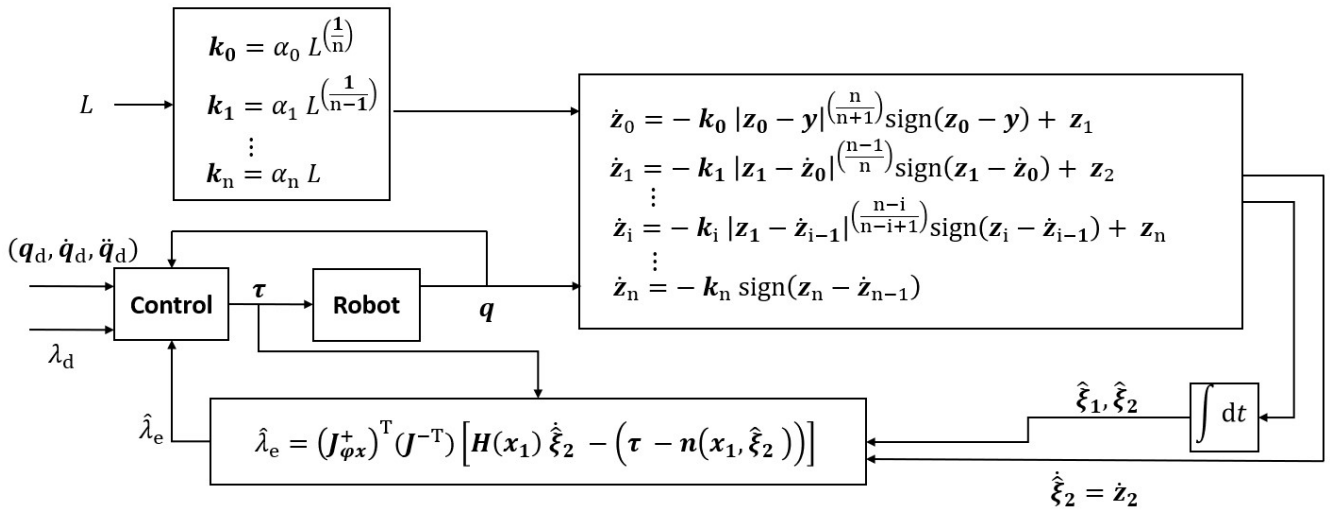 k₀ = α₀ L^(1/n)
k₁ = α₁ L^(1/(n−1))
⋮
kₙ = αₙ L
L
ż₀ = − k₀ |z₀ − y|^(n/(n+1)) sign(z₀ − y) + z₁
ż₁ = − k₁ |z₁ − ż₀|^((n−1)/n) sign(z₁ − ż₀) + z₂
⋮
żᵢ = − kᵢ |z₁ − żᵢ₋₁|^((n−i)/(n−i+1)) sign(zᵢ − żᵢ₋₁) + zₙ
⋮
żₙ = − kₙ sign(zₙ − żₙ₋₁)
(q_d, q̇_d, q̈_d)
Control
τ
Robot
q
λ_d
λ̂ₑ
λ̂ₑ = (J⁺_φx)^T (J^−T) [H(x₁) ξ̂̇₂ − (τ − n(x₁, ξ̂₂))]
ξ̂₁, ξ̂₂
∫ dt
ξ̂̇₂ = ż₂